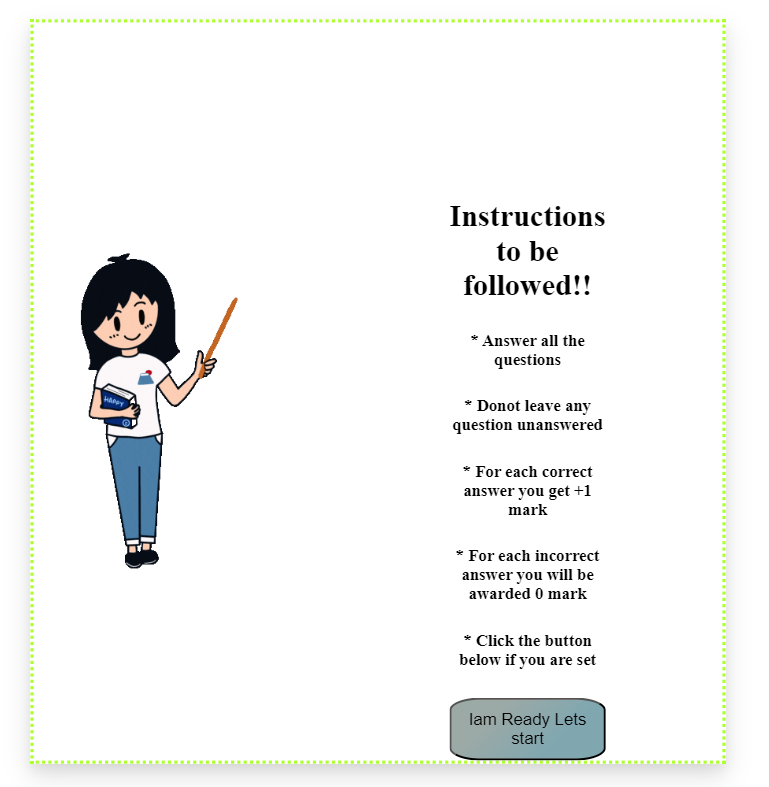 Instructions
to be
followed!!
* Answer all the
questions
* Donot leave any
question unanswered
* For each correct
answer you get +1
mark
* For each incorrect
answer you will be
awarded 0 mark
* Click the button
below if you are set
HAPPY
Iam Ready Lets
start